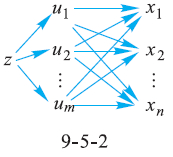 u₁ x₁
z u₂ x₂
⋮ ⋮
uₘ xₙ
9-5-2